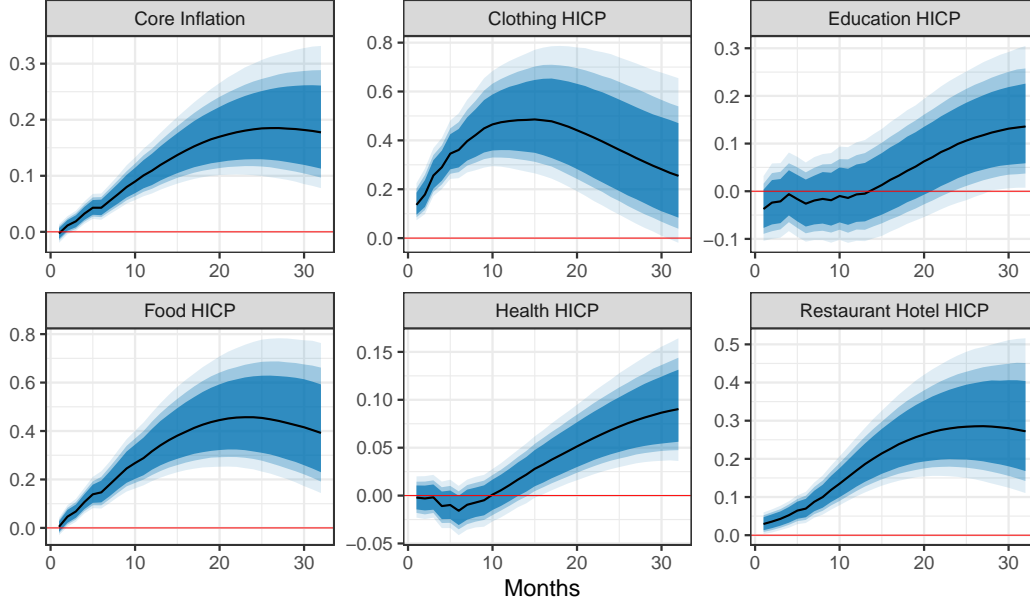 Core Inflation
Clothing HICP
Education HICP
0.3
0.2
0.1
0.0
0.8
0.6
0.4
0.2
0.0
0.3
0.2
0.1
0.0
−0.1
0 10 20 30
0 10 20 30
0 10 20 30
Food HICP
Health HICP
Restaurant Hotel HICP
0.8
0.6
0.4
0.2
0.0
0.15
0.10
0.05
0.00
−0.05
0.5
0.4
0.3
0.2
0.1
0.0
0 10 20 30
0 10 20 30
0 10 20 30
Months